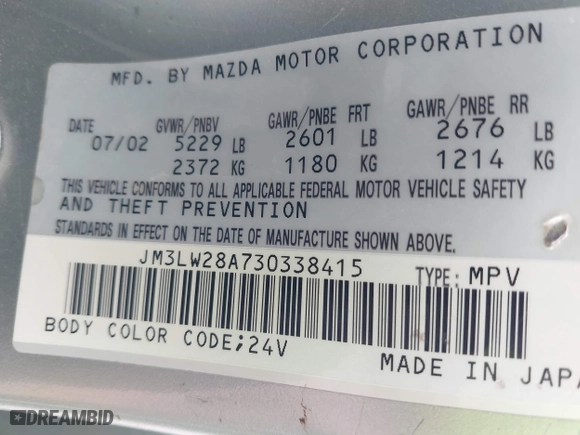 MFD. BY MAZDA MOTOR CORPORATION
DATE GVWR/PNBV GAWR/PNBE FRT GAWR/PNBE RR
07/02 5229 LB 2601 LB 2676 LB
2372 KG 1180 KG 1214 KG
THIS VEHICLE CONFORMS TO ALL APPLICABLE FEDERAL MOTOR VEHICLE SAFETY
AND THEFT PREVENTION
STANDARDS IN EFFECT ON THE DATE OF MANUFACTURE SHOWN ABOVE.
JM3LW28A730338415 TYPE: MPV
BODY COLOR CODE;24V
MADE IN JAPA
DREAMBID